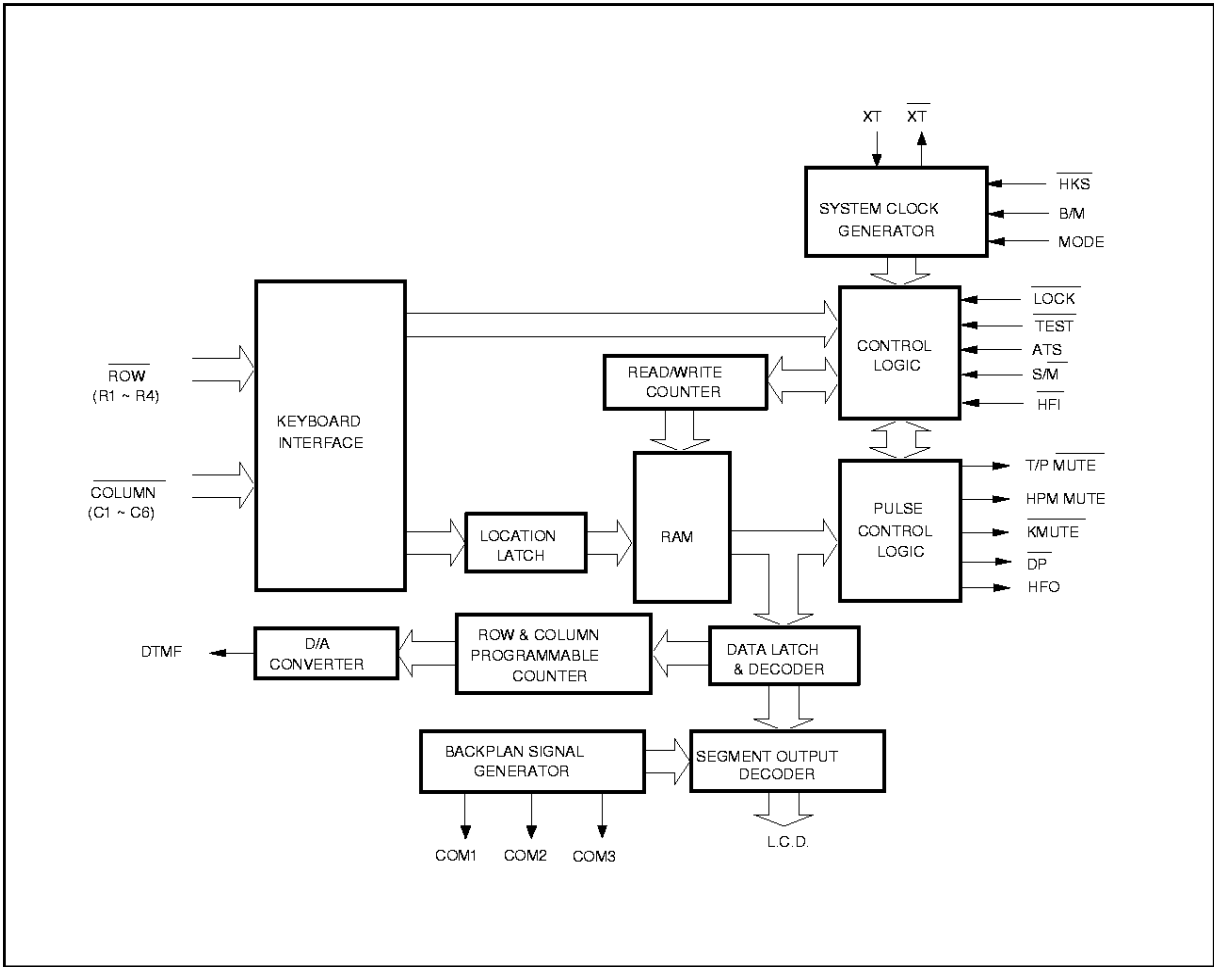 XT
XT
SYSTEM CLOCK
GENERATOR
HKS
B/M
MODE
ROW
(R1 ~ R4)
COLUMN
(C1 ~ C6)
KEYBOARD
INTERFACE
READ/WRITE
COUNTER
CONTROL
LOGIC
LOCK
TEST
ATS
S/M
HFI
LOCATION
LATCH
RAM
PULSE
CONTROL
LOGIC
T/P MUTE
HPM MUTE
KMUTE
DP
HFO
DTMF
D/A
CONVERTER
ROW & COLUMN
PROGRAMMABLE
COUNTER
DATA LATCH
& DECODER
BACKPLAN SIGNAL
GENERATOR
SEGMENT OUTPUT
DECODER
COM1
COM2
COM3
L.C.D.